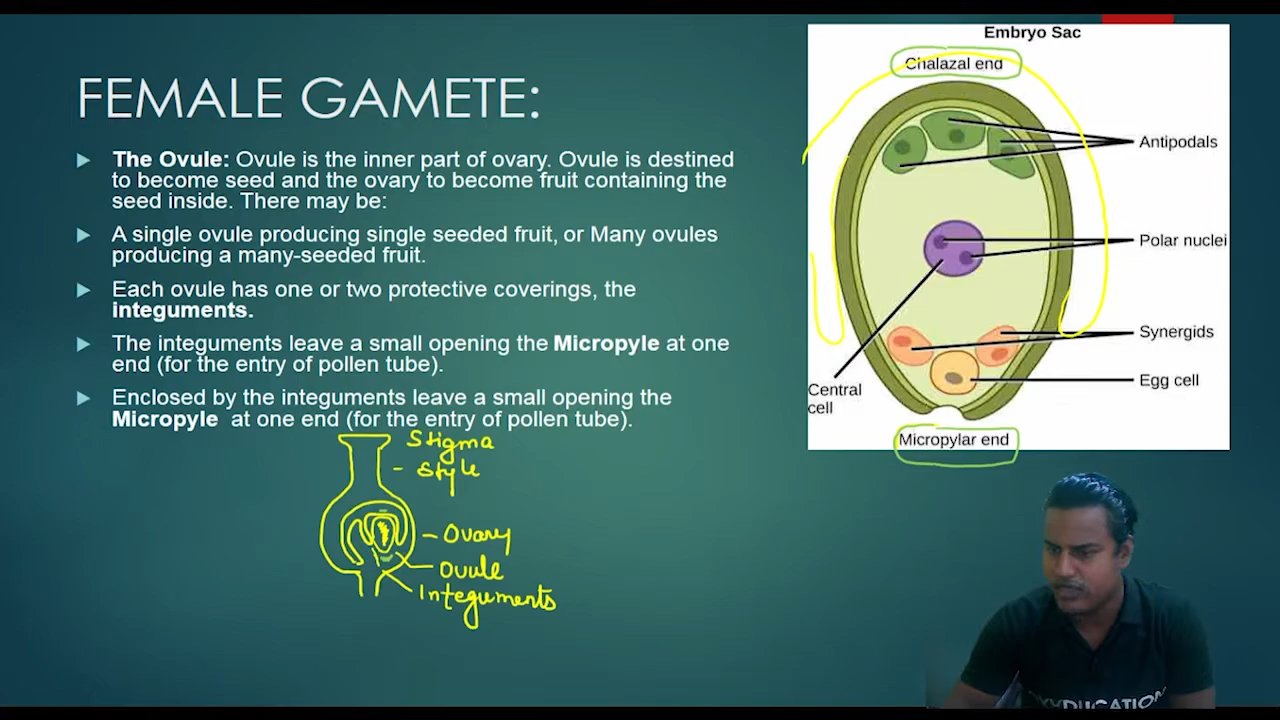 FEMALE GAMETE:
The Ovule: Ovule is the inner part of ovary. Ovule is destined
to become seed and the ovary to become fruit containing the
seed inside. There may be:
A single ovule producing single seeded fruit, or Many ovules
producing a many-seeded fruit.
Each ovule has one or two protective coverings, the
integuments.
The integuments leave a small opening the Micropyle at one
end (for the entry of pollen tube).
Enclosed by the integuments leave a small opening the
Micropyle at one end (for the entry of pollen tube).
Stigma
Style
Ovary
Ovule
Integuments
Embryo Sac
Chalazal end
Antipodals
Polar nuclei
Synergids
Egg cell
Central
cell
Micropylar end